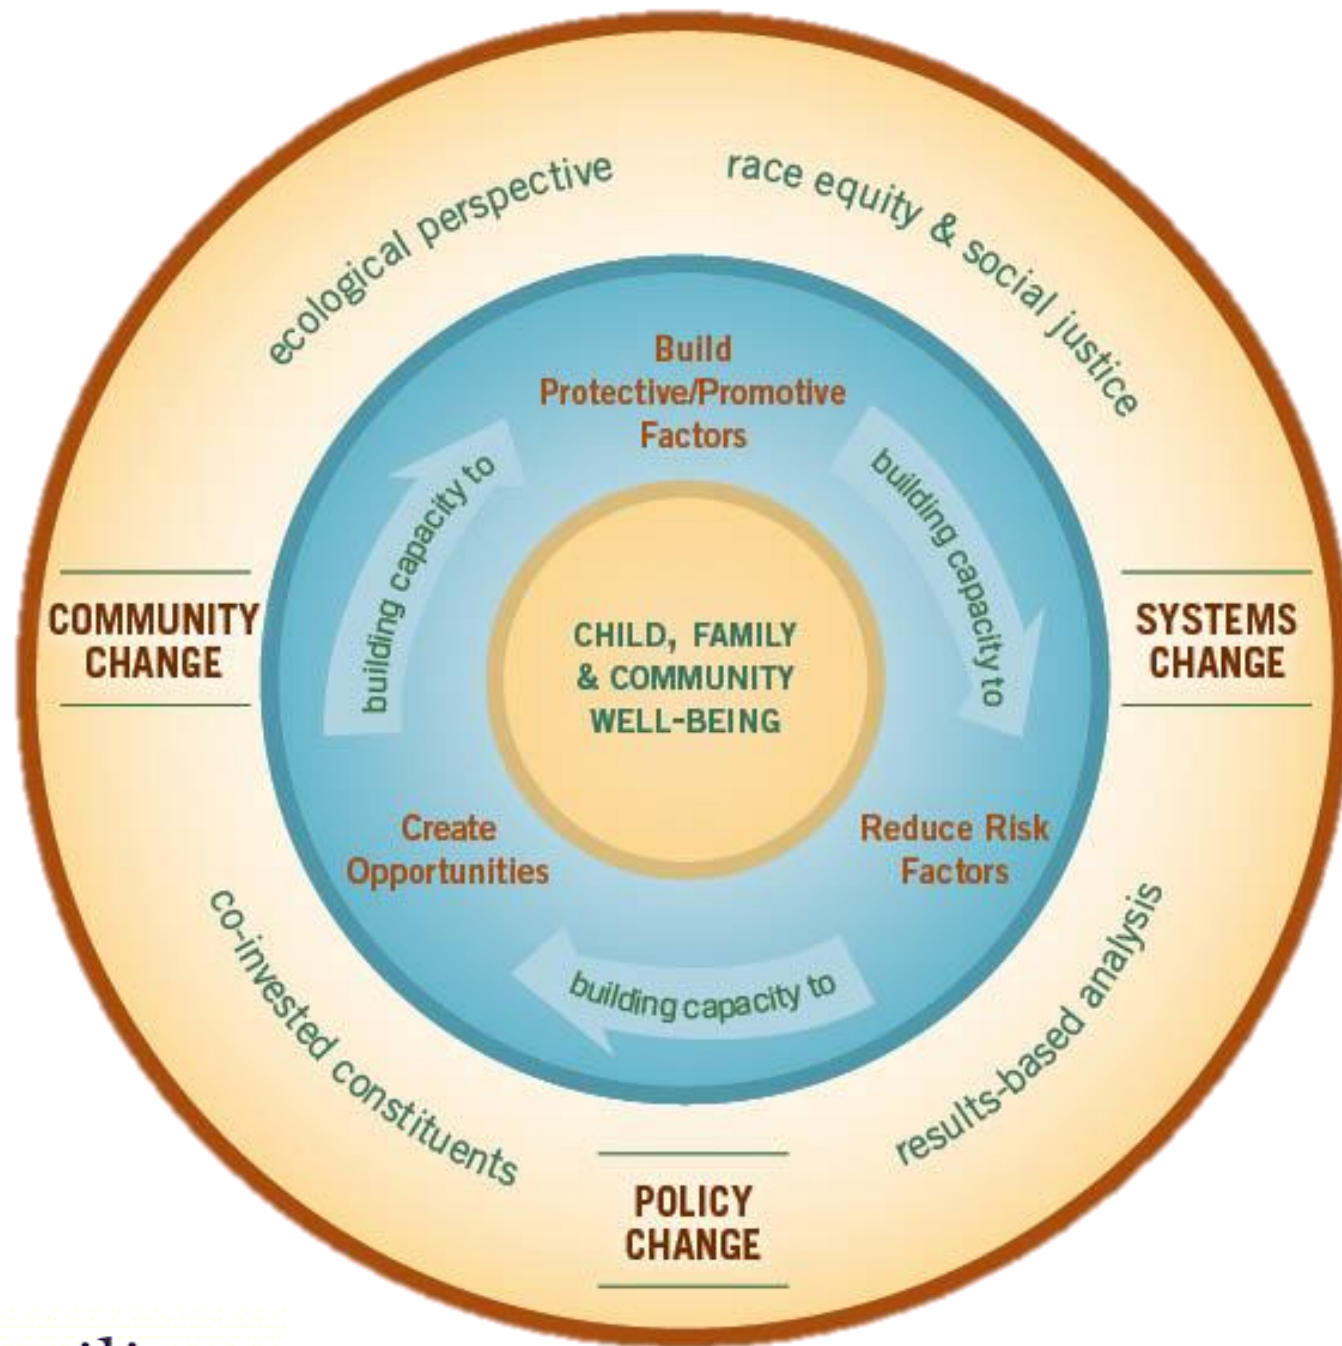 ecological perspective
race equity & social justice
Build
Protective/Promotive
Factors
building capacity to
building capacity to
COMMUNITY
CHANGE
CHILD, FAMILY
& COMMUNITY
WELL-BEING
SYSTEMS
CHANGE
Create
Opportunities
Reduce Risk
Factors
building capacity to
co-invested constituents
results-based analysis
POLICY
CHANGE